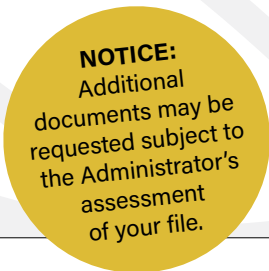 NOTICE:
Additional
documents may be
requested subject to
the Administrator’s
assessment
of your file.